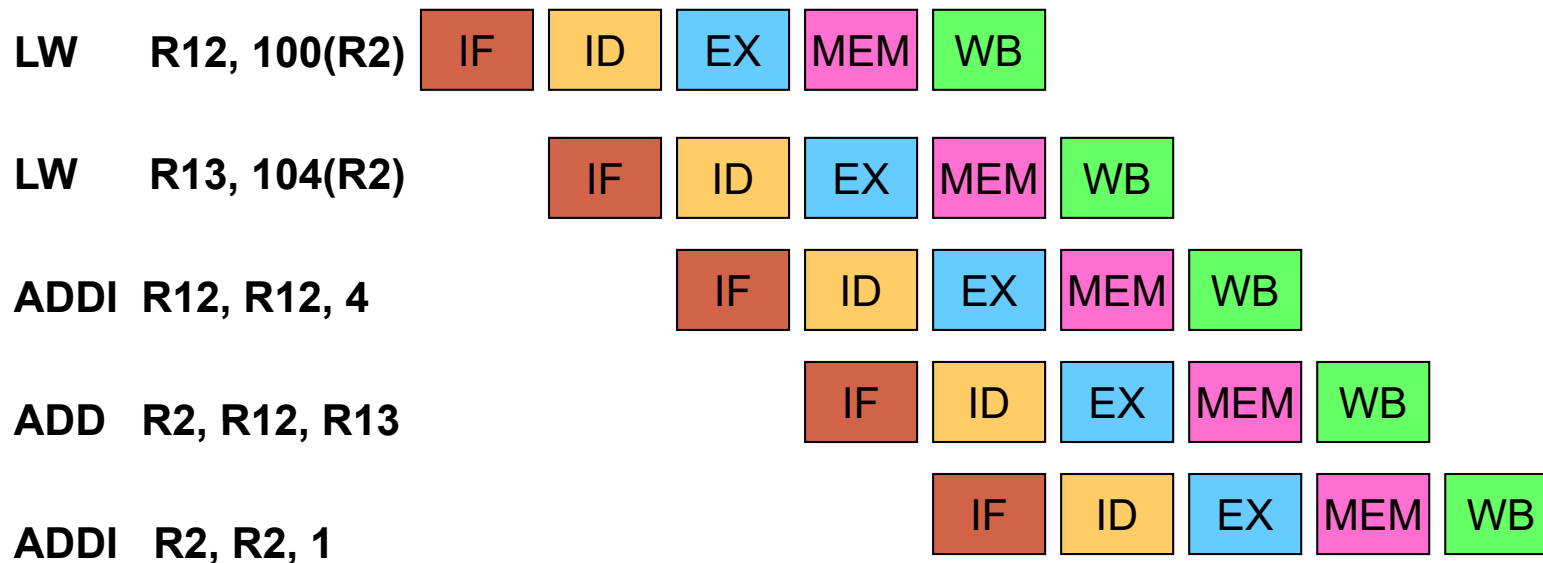 LW R12, 100(R2) IF ID EX MEM WB
LW R13, 104(R2) IF ID EX MEM WB
ADDI R12, R12, 4 IF ID EX MEM WB
ADD R2, R12, R13 IF ID EX MEM WB
ADDI R2, R2, 1 IF ID EX MEM WB